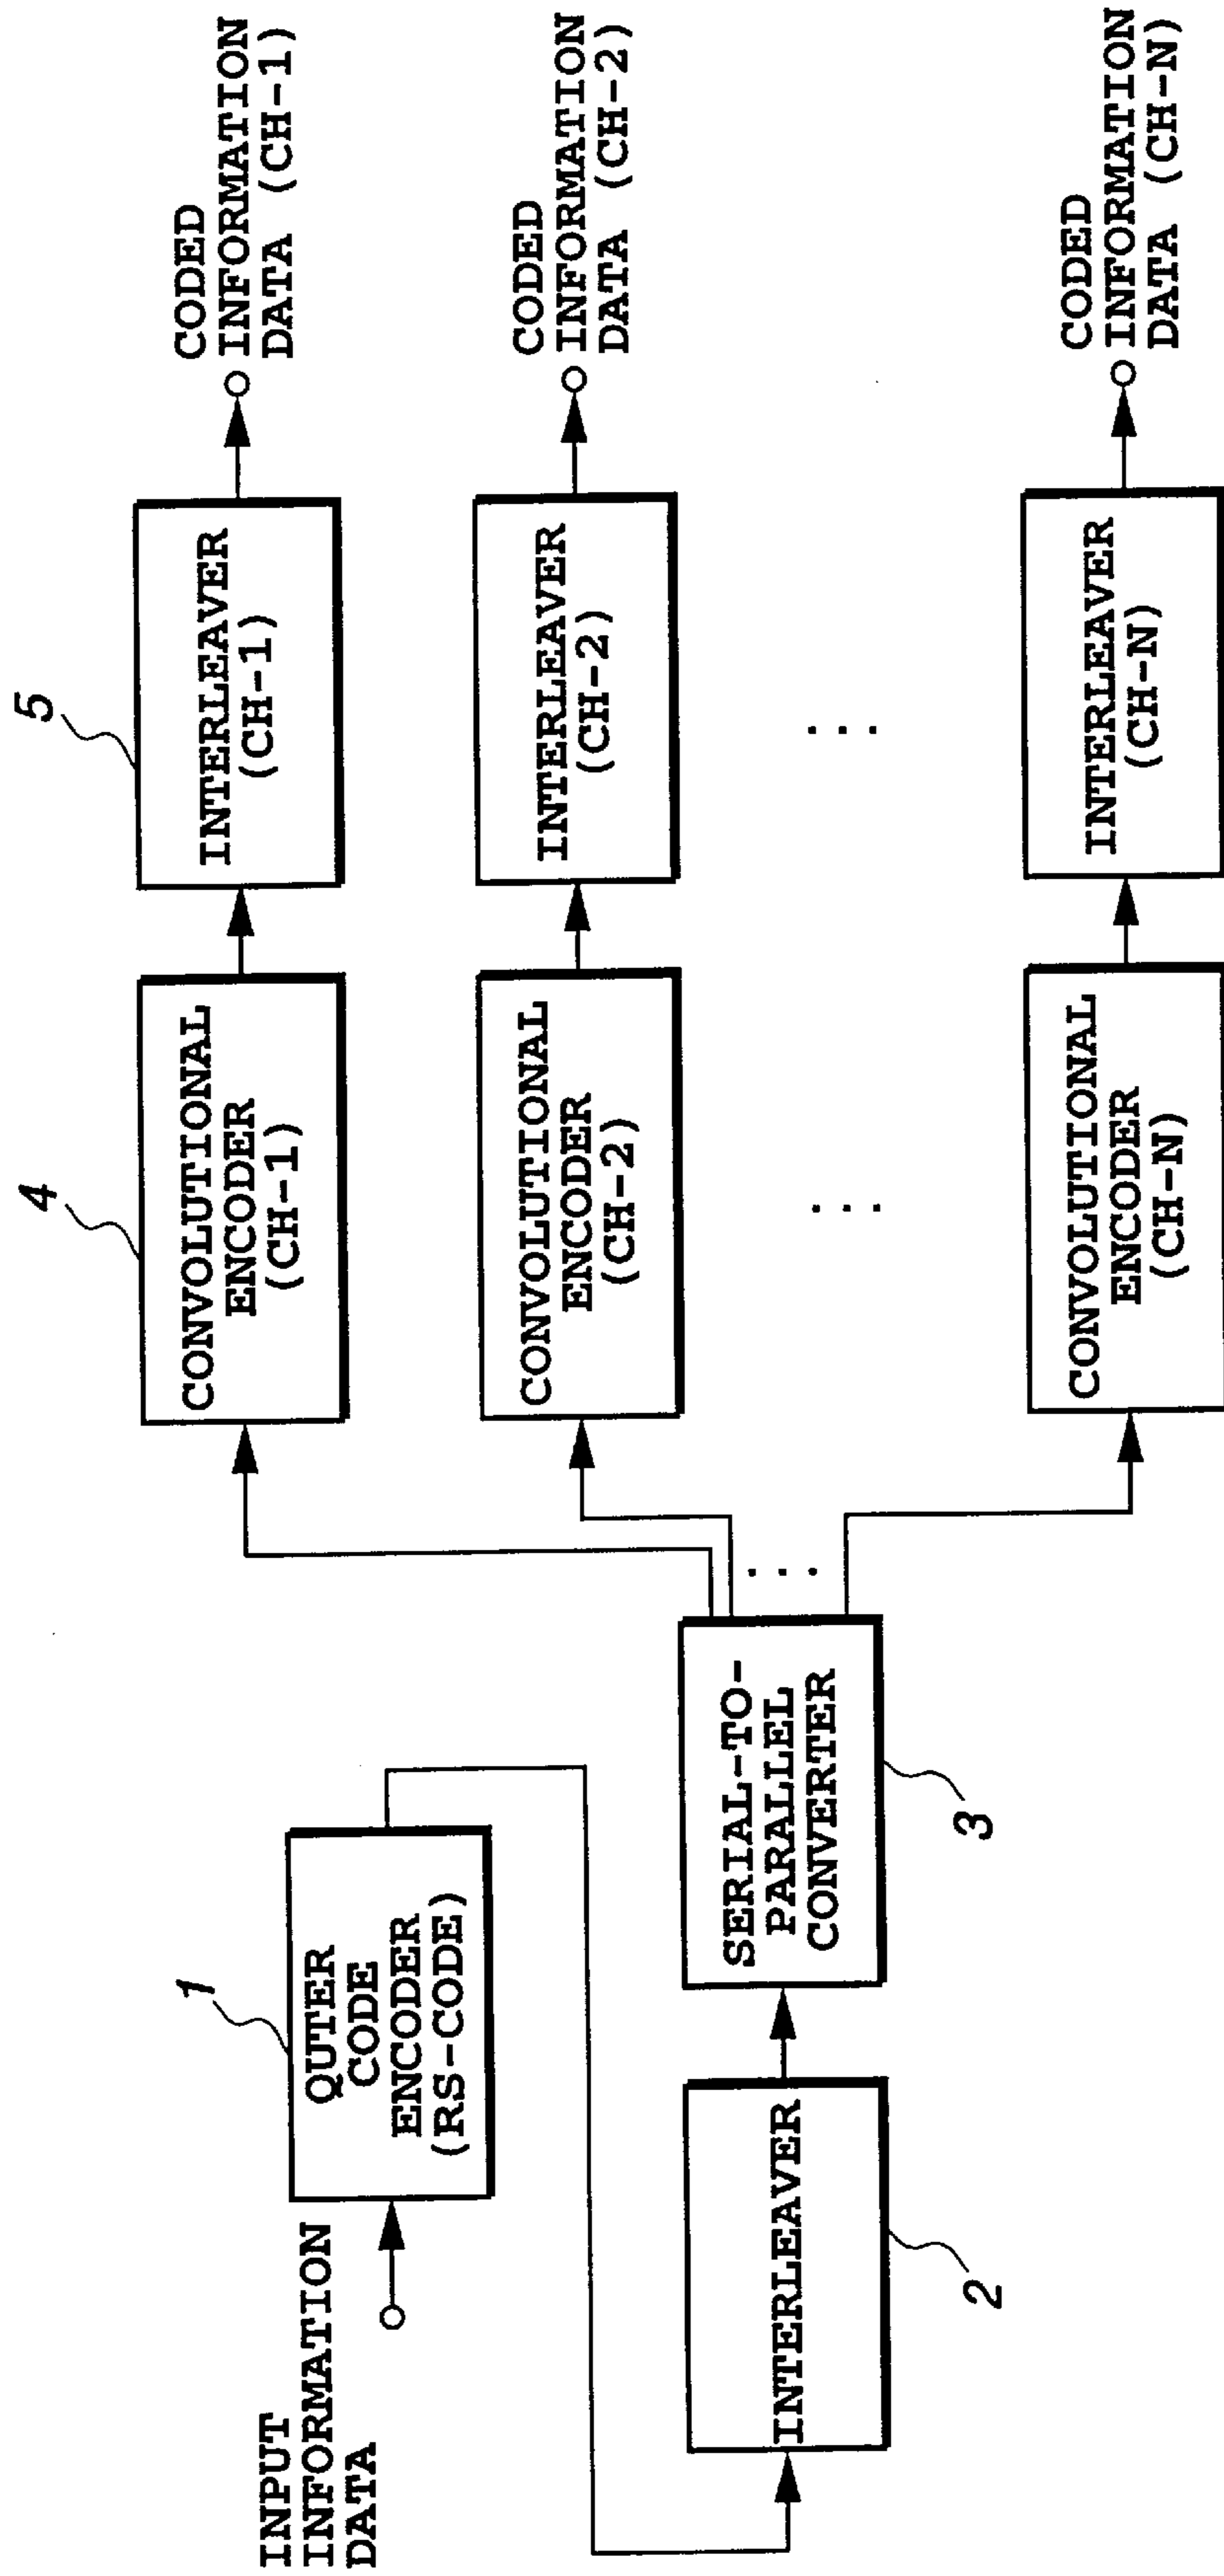 INPUT
INFORMATION
DATA
1
QUTER
CODE
ENCODER
(RS-CODE)
INTERLEAVER
2
SERIAL-TO-
PARALLEL
CONVERTER
3
...
4
CONVOLUTIONAL
ENCODER
(CH-1)
5
INTERLEAVER
(CH-1)
CODED
INFORMATION
DATA (CH-1)
CONVOLUTIONAL
ENCODER
(CH-2)
INTERLEAVER
(CH-2)
CODED
INFORMATION
DATA (CH-2)
...
...
CONVOLUTIONAL
ENCODER
(CH-N)
INTERLEAVER
(CH-N)
CODED
INFORMATION
DATA (CH-N)